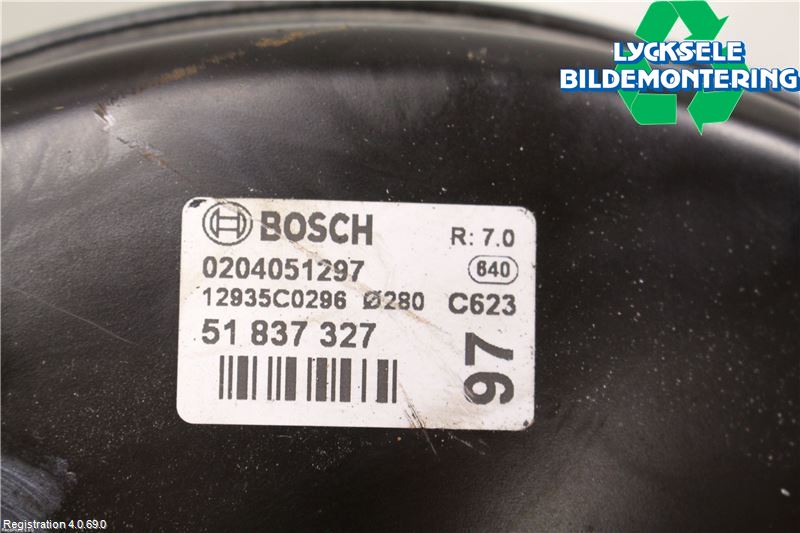 LYCKSELE
BILDEMONTERING
BOSCH
R: 7.0
0204051297
640
12935C0296 Ø280 C623
51 837 327
97
Registration 4.0.69.0